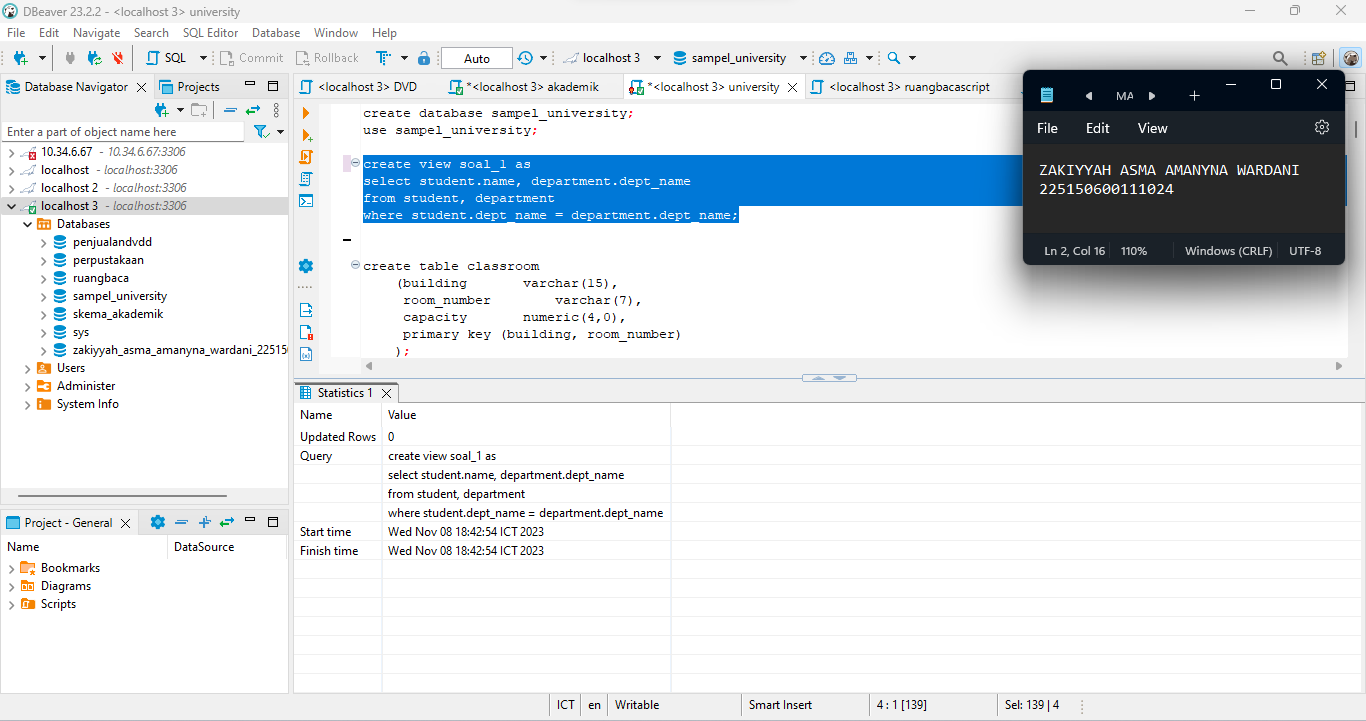 DBeaver 23.2.2 - <localhost 3> university
File Edit Navigate Search SQL Editor Database Window Help
SQL Commit Rollback Auto localhost 3 sampel_university
Database Navigator Projects
<localhost 3> DVD *<localhost 3> akademik *<localhost 3> university <localhost 3> ruangbacascript
Enter a part of object name here
10.34.6.67 - 10.34.6.67:3306
localhost - localhost:3306
localhost 2 - localhost:3306
localhost 3 - localhost:3306
Databases
penjualandvdd
perpustakaan
ruangbaca
sampel_university
skema_akademik
sys
zakiyyah_asma_amanyna_wardani_22515
Users
Administer
System Info
create database sampel_university;
use sampel_university;
create view soal_1 as
select student.name, department.dept_name
from student, department
where student.dept_name = department.dept_name;
create table classroom
(building varchar(15),
room_number varchar(7),
capacity numeric(4,0),
primary key (building, room_number)
);
MA
File Edit View
ZAKIYYAH ASMA AMANYNA WARDANI
225150600111024
Ln 2, Col 16 110% Windows (CRLF) UTF-8
Statistics 1
Name Value
Updated Rows 0
Query create view soal_1 as
select student.name, department.dept_name
from student, department
where student.dept_name = department.dept_name
Start time Wed Nov 08 18:42:54 ICT 2023
Finish time Wed Nov 08 18:42:54 ICT 2023
Project - General
Name DataSource
Bookmarks
Diagrams
Scripts
ICT en Writable Smart Insert 4 : 1 [139] Sel: 139 | 4